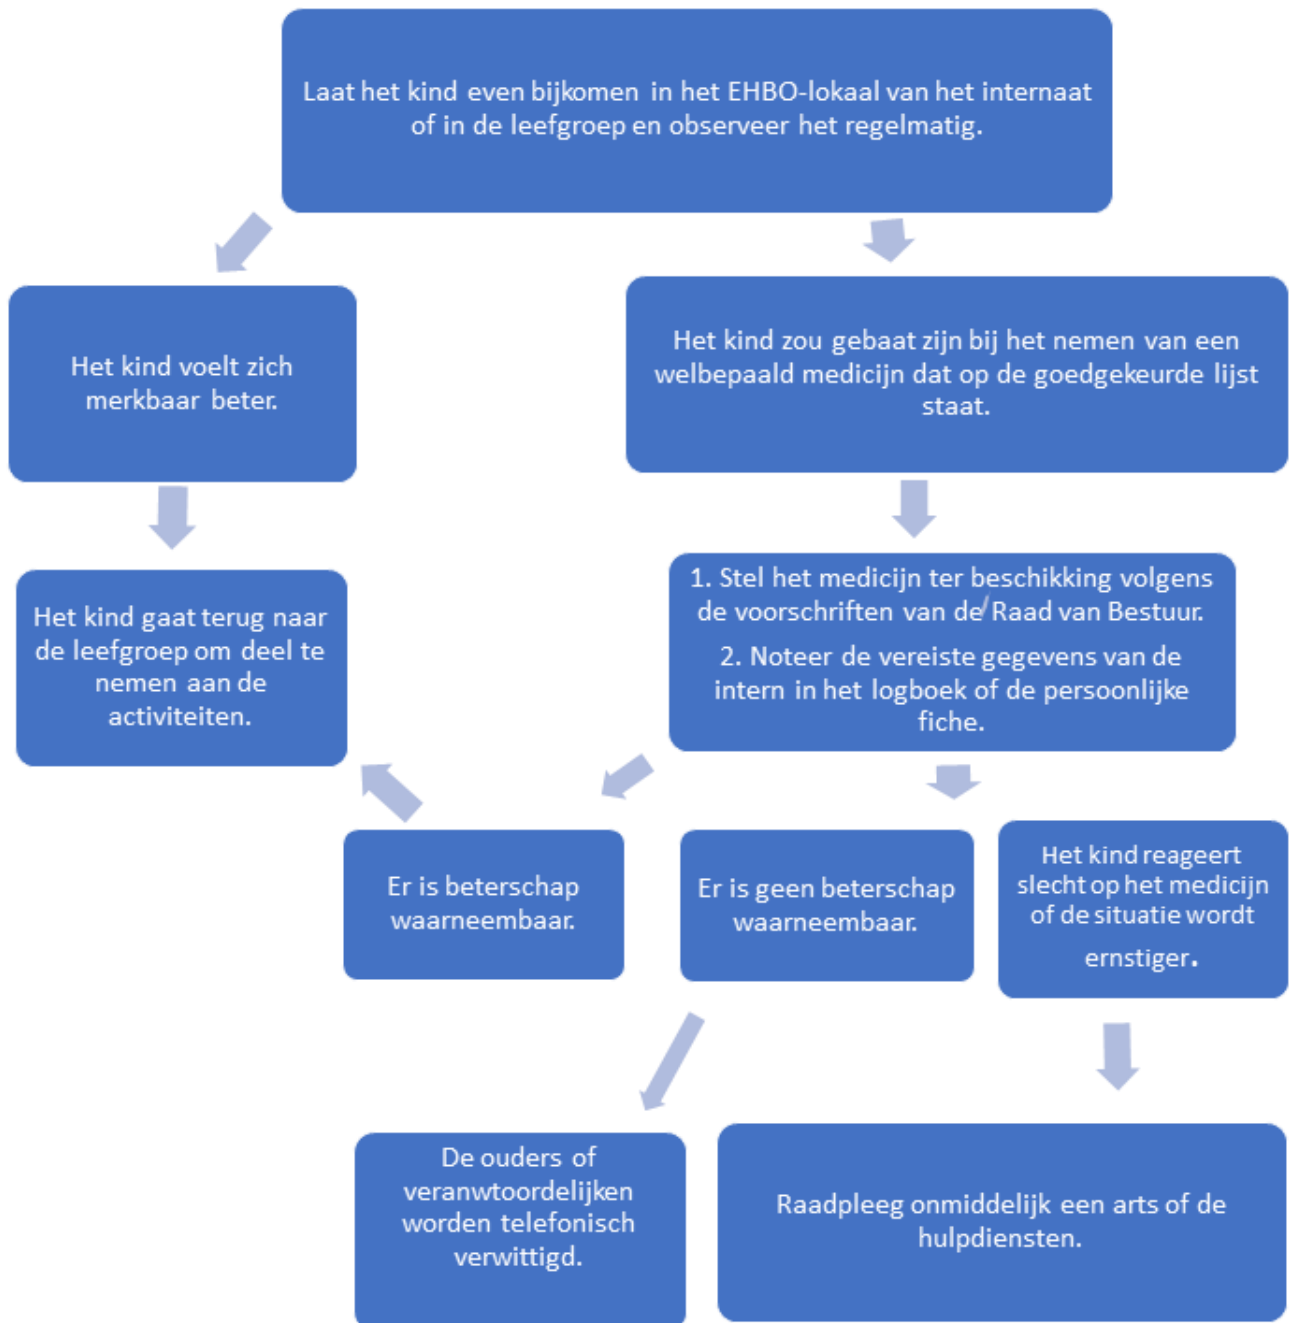 Laat het kind even bijkomen in het EHBO-lokaal van het internaat
of in de leefgroep en observeer het regelmatig.
Het kind voelt zich
merkbaar beter.
Het kind zou gebaat zijn bij het nemen van een
welbepaald medicijn dat op de goedgekeurde lijst
staat.
Het kind gaat terug naar
de leefgroep om deel te
nemen aan de
activiteiten.
1. Stel het medicijn ter beschikking volgens
de voorschriften van de Raad van Bestuur.
2. Noteer de vereiste gegevens van de
intern in het logboek of de persoonlijke
fiche.
Er is beterschap
waarneembaar.
Er is geen beterschap
waarneembaar.
Het kind reageert
slecht op het medicijn
of de situatie wordt
ernstiger.
De ouders of
veranwtoordelijken
worden telefonisch
verwittigd.
Raadpleeg onmiddelijk een arts of de
hulpdiensten.